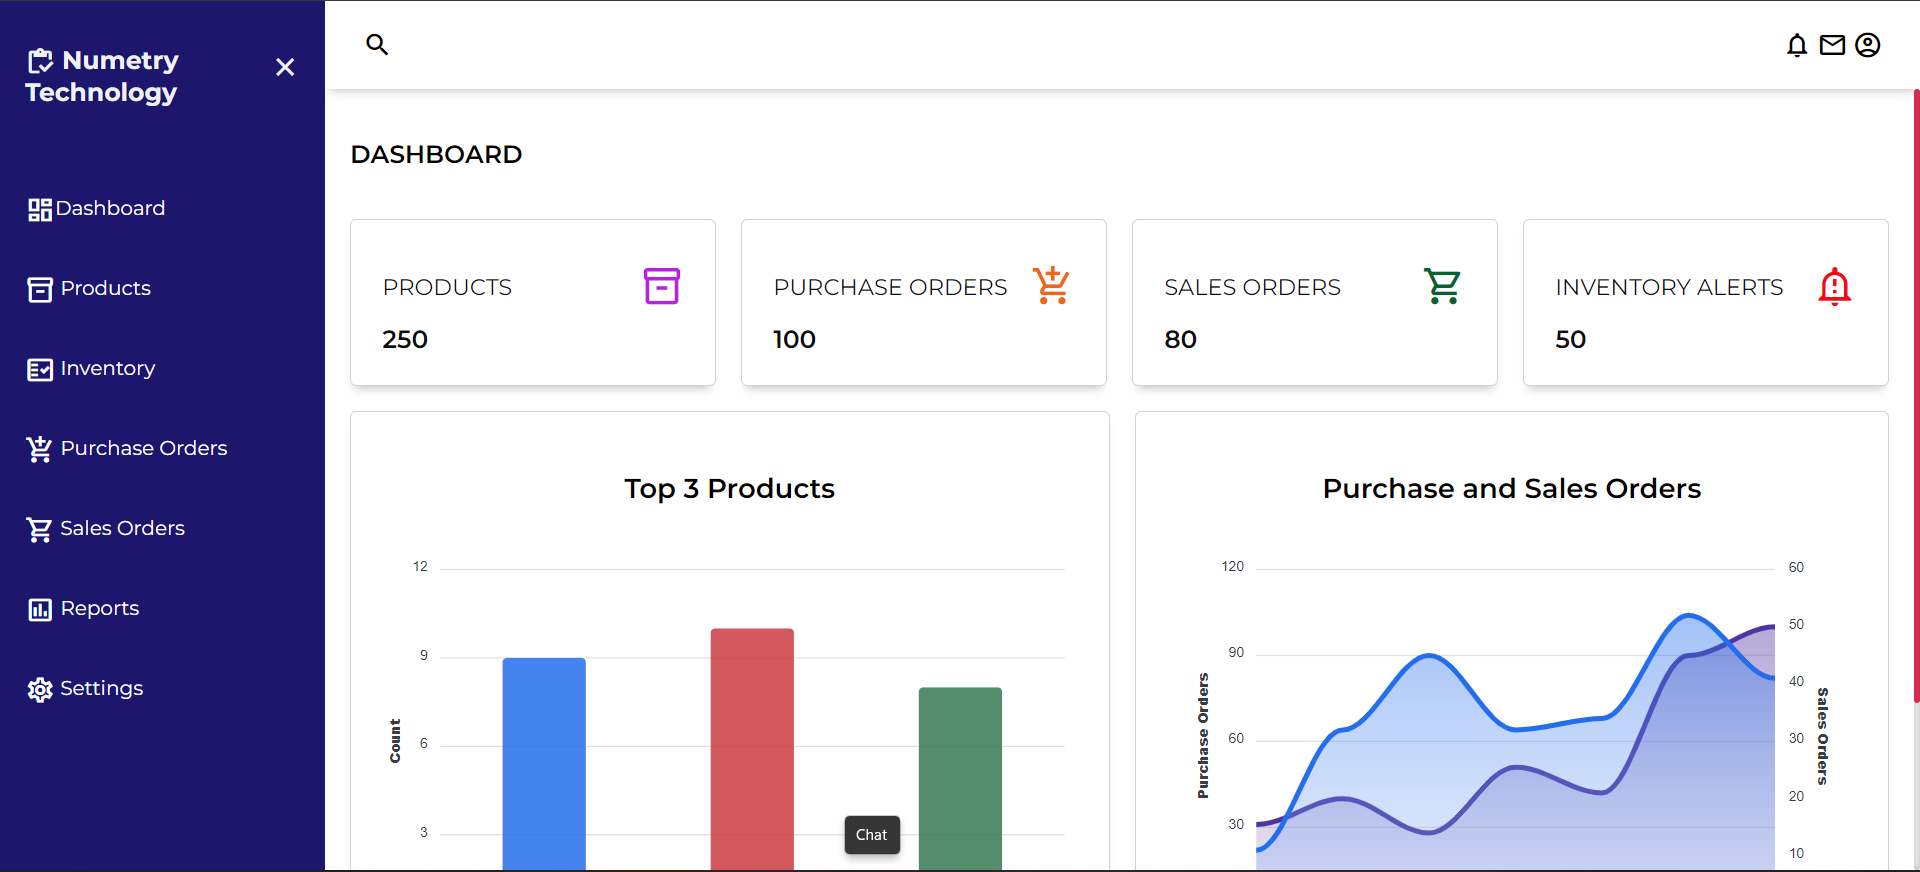 Numetry
Technology
Dashboard
Products
Inventory
Purchase Orders
Sales Orders
Reports
Settings
DASHBOARD
PRODUCTS
250
PURCHASE ORDERS
100
SALES ORDERS
80
INVENTORY ALERTS
50
Top 3 Products
12
9
6
3
Count
Chat
Purchase and Sales Orders
120
90
60
30
Purchase Orders
60
50
40
30
20
10
Sales Orders